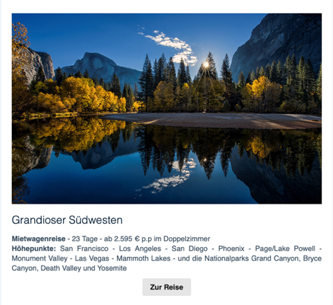 Grandioser Südwesten
Mietwagenreise - 23 Tage - ab 2.595 € p.p im Doppelzimmer
Höhepunkte: San Francisco - Los Angeles - San Diego - Phoenix - Page/Lake Powell -
Monument Valley - Las Vegas - Mammoth Lakes - und die Nationalparks Grand Canyon, Bryce
Canyon, Death Valley und Yosemite
Zur Reise